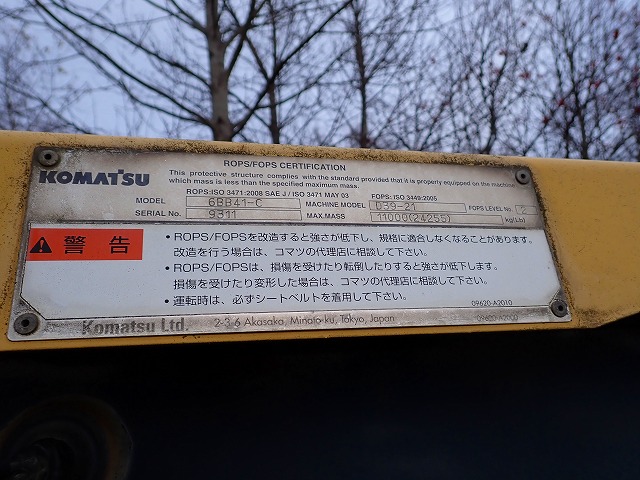 ROPS/FOPS CERTIFICATION
KOMATSU
This protective structure complies with the standard provided that it is properly equipped on the machine
which mass is less than the specified maximum mass.
ROPS:ISO 3471:2008 SAE J / ISO 3471 MAY 03 FOPS: ISO 3449:2005
MODEL 6BB41-C MACHINE MODEL D39-21 FOPS LEVEL No.
SERIAL No. 9311 MAX.MASS 11000(24255) kg(Lb)
警告
• ROPS/FOPSを改造すると強さが低下し、規格に適合しなくなることがあります。
改造を行う場合は、コマツの代理店に相談して下さい。
• ROPS/FOPSは、損傷を受けたり転倒したりすると強さが低下します。
損傷を受けたり変形した場合は、コマツの代理店に相談して下さい。
• 運転時は、必ずシートベルトを着用して下さい。
09620-A2010
Komatsu Ltd. 2-3-6 Akasaka, Minato-ku, Tokyo, Japan 09620-A2000